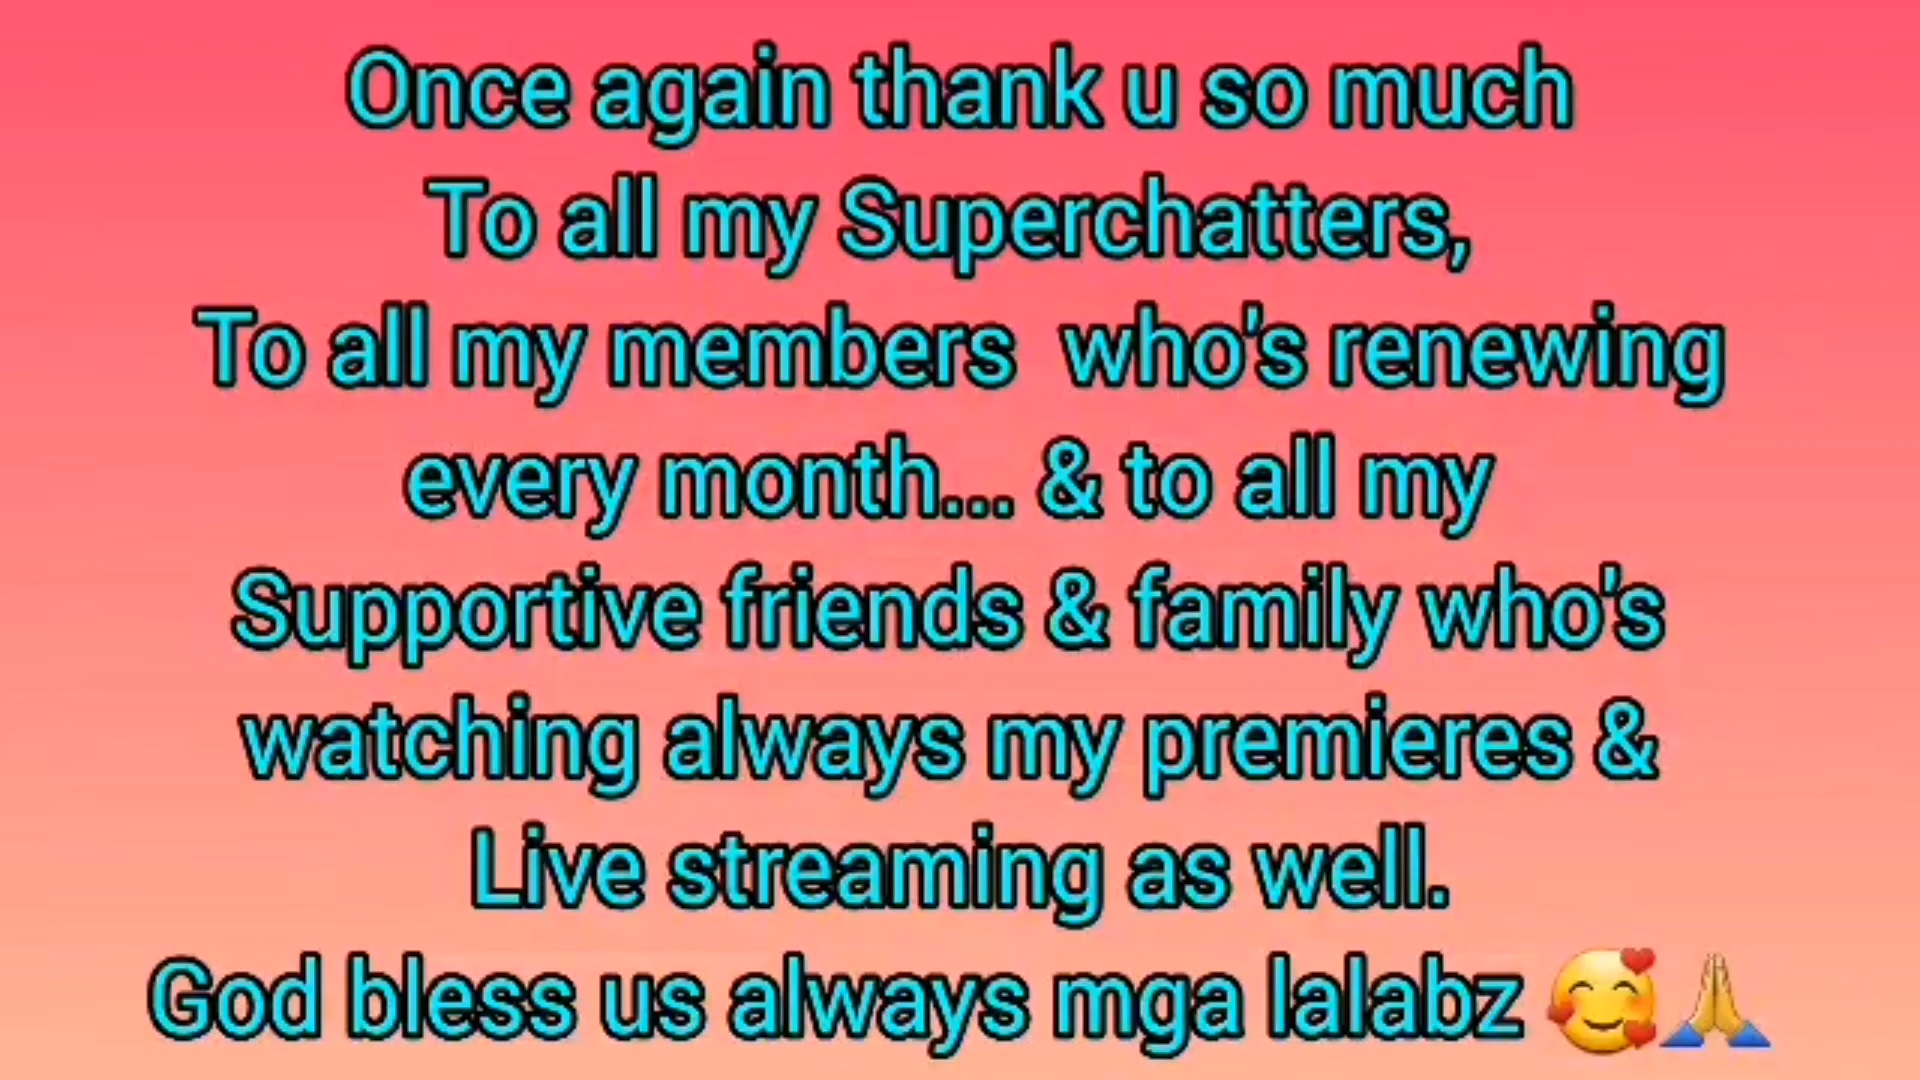 Once again thank u so much
To all my Superchatters,
To all my members  who's renewing
every month... & to all my
Supportive friends & family who's
watching always my premieres &
Live streaming as well.
God bless us always mga lalabz 🥰🙏